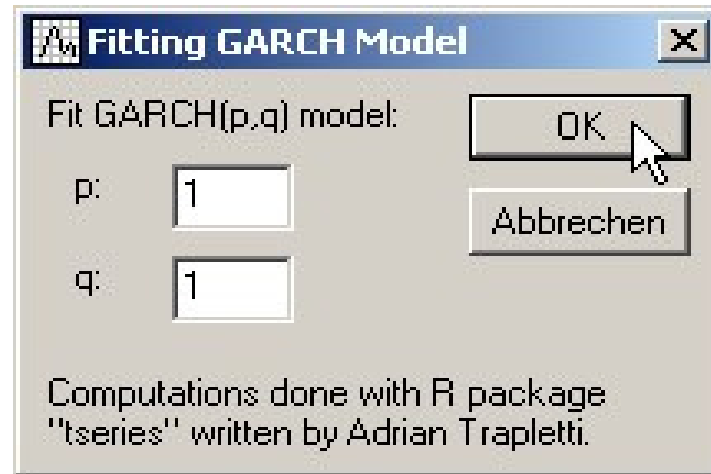 Fitting GARCH Model
Fit GARCH(p,q) model:
OK
p: 1
Abbrechen
q: 1
Computations done with R package
"tseries" written by Adrian Trapletti.